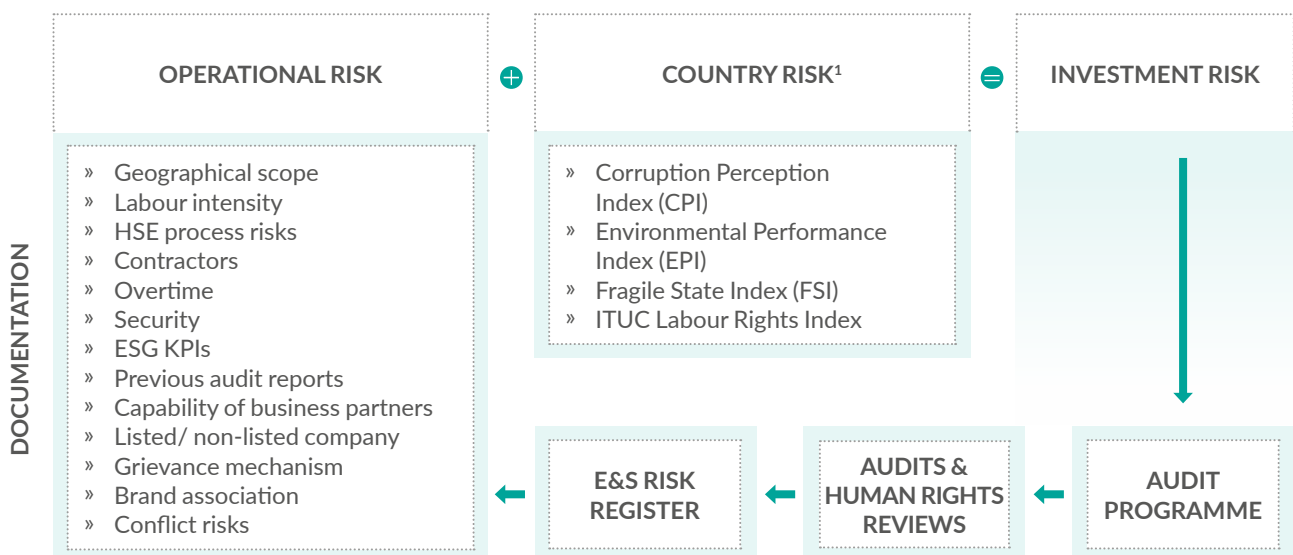 OPERATIONAL RISK
COUNTRY RISK¹
INVESTMENT RISK
DOCUMENTATION
» Geographical scope
» Labour intensity
» HSE process risks
» Contractors
» Overtime
» Security
» ESG KPIs
» Previous audit reports
» Capability of business partners
» Listed/ non-listed company
» Grievance mechanism
» Brand association
» Conflict risks
» Corruption Perception
Index (CPI)
» Environmental Performance
Index (EPI)
» Fragile State Index (FSI)
» ITUC Labour Rights Index
AUDIT
PROGRAMME
AUDITS &
HUMAN RIGHTS
REVIEWS
E&S RISK
REGISTER